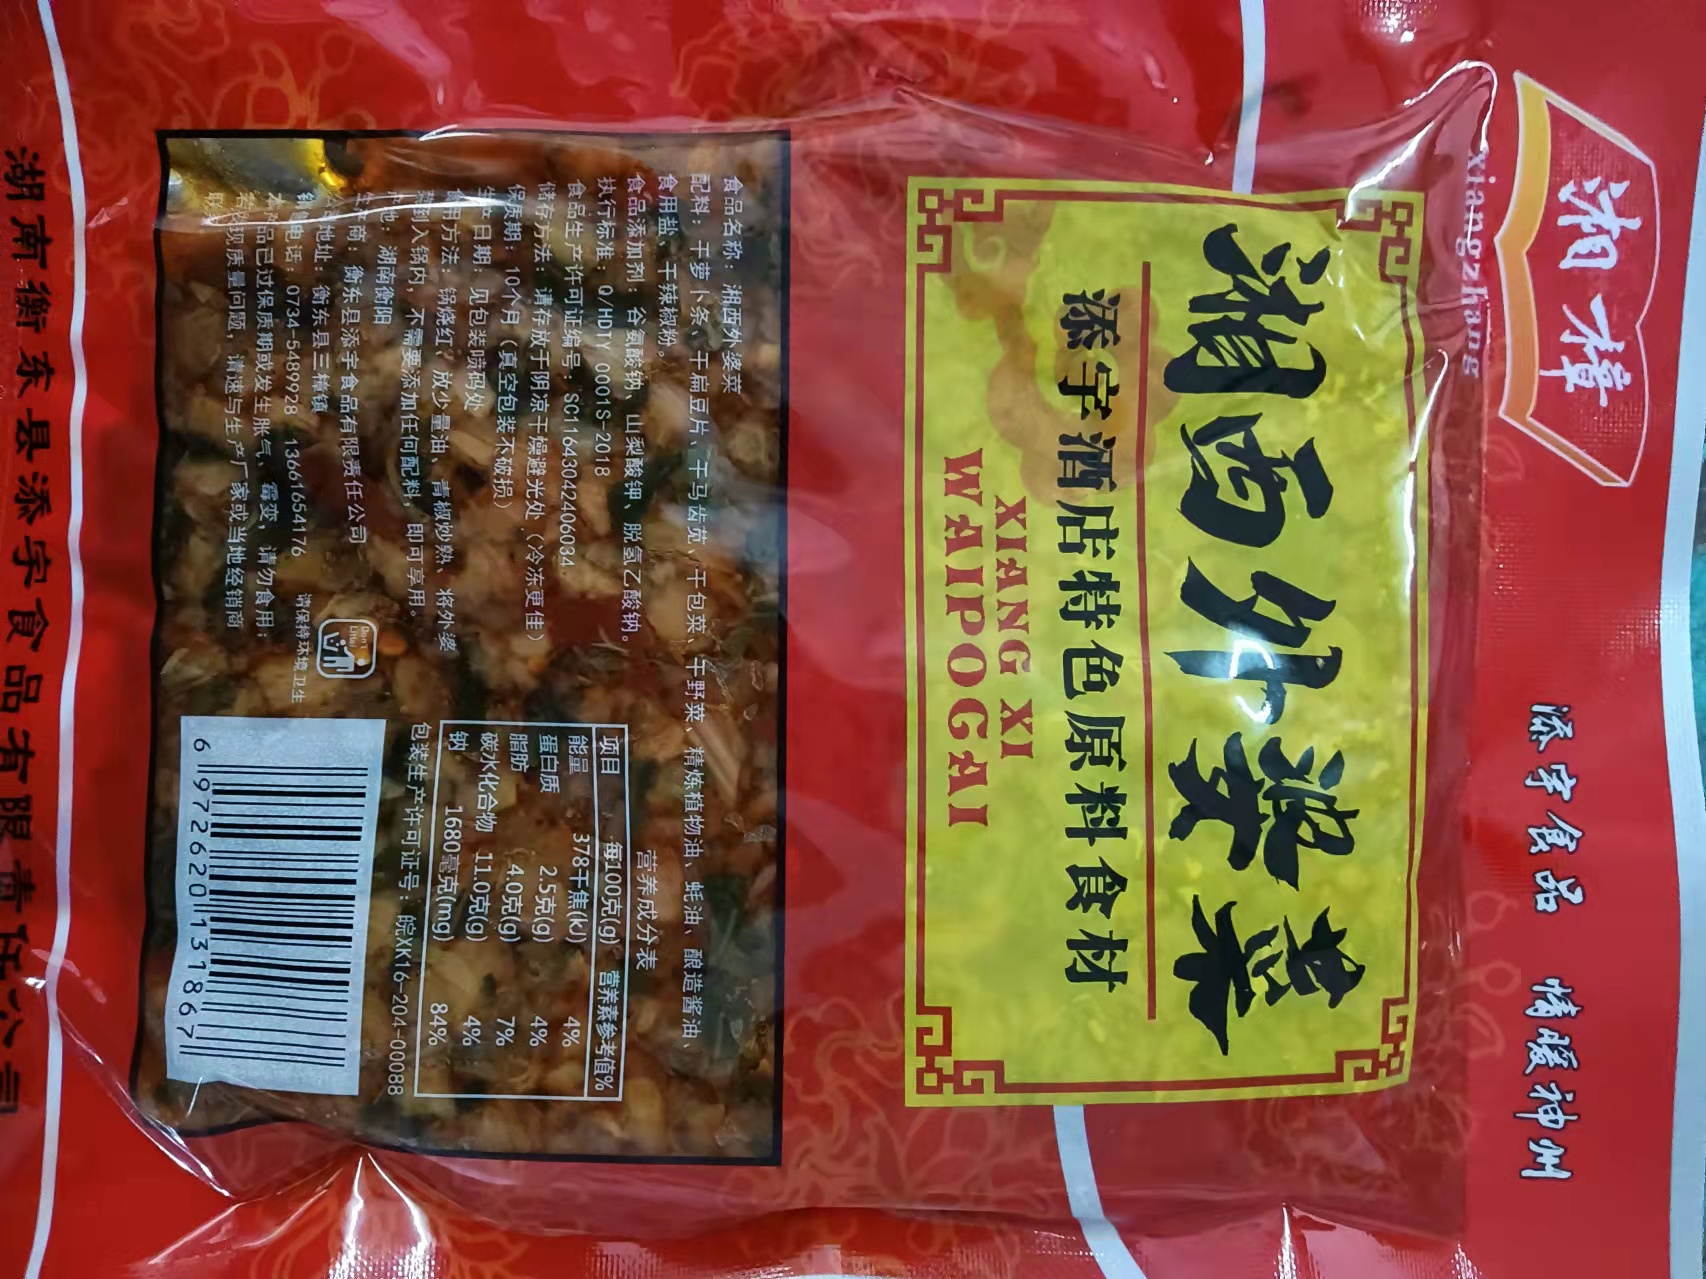 湘樟
xiangzhang
添宇食品 情暖神州
湘西外婆菜
添宇酒店特色原料食材
XIANG XI
WAIPOGAI
食品名称：湘西外婆菜
配料：干萝卜条、干扁豆片、干马齿苋、干包菜、干野菜、精炼植物油、蚝油、酿造酱油、
食用盐、干辣椒粉。
食品添加剂：谷氨酸钠、山梨酸钾、脱氢乙酸钠。
执行标准：Q/HDTY 0001S-2018
食品生产许可证编号：SC11643042406034
储存方法：请存放于阴凉干燥避光处（冷冻更佳）
保质期：10个月（真空包装不破损）
生产日期：见包装喷码处
食用方法：锅烧红，放少量油、青椒炒熟、将外婆
菜到入锅内，不需要添加任何配料，即可享用。
产地：湖南衡阳
生产商：衡东县添宇食品有限责任公司
地址：衡东县三樟镇
销售电话：0734-5489928 13661654176
本产品已过保质期或发生胀气、霉变，请勿食用；
若发现质量问题，请速与生产厂家或当地经销商
联
请保持环境卫生
营养成分表
项目 每100克(g) 营养素参考值%
能量 378千焦(kJ) 4%
蛋白质 2.5克(g) 4%
脂肪 4.0克(g) 7%
碳水化合物 11.0克(g) 4%
钠 1680毫克(mg) 84%
包装生产许可证号：皖XK16-204-00088
6 972620 113186 7
湖南衡东县添宇食品有限责任公司